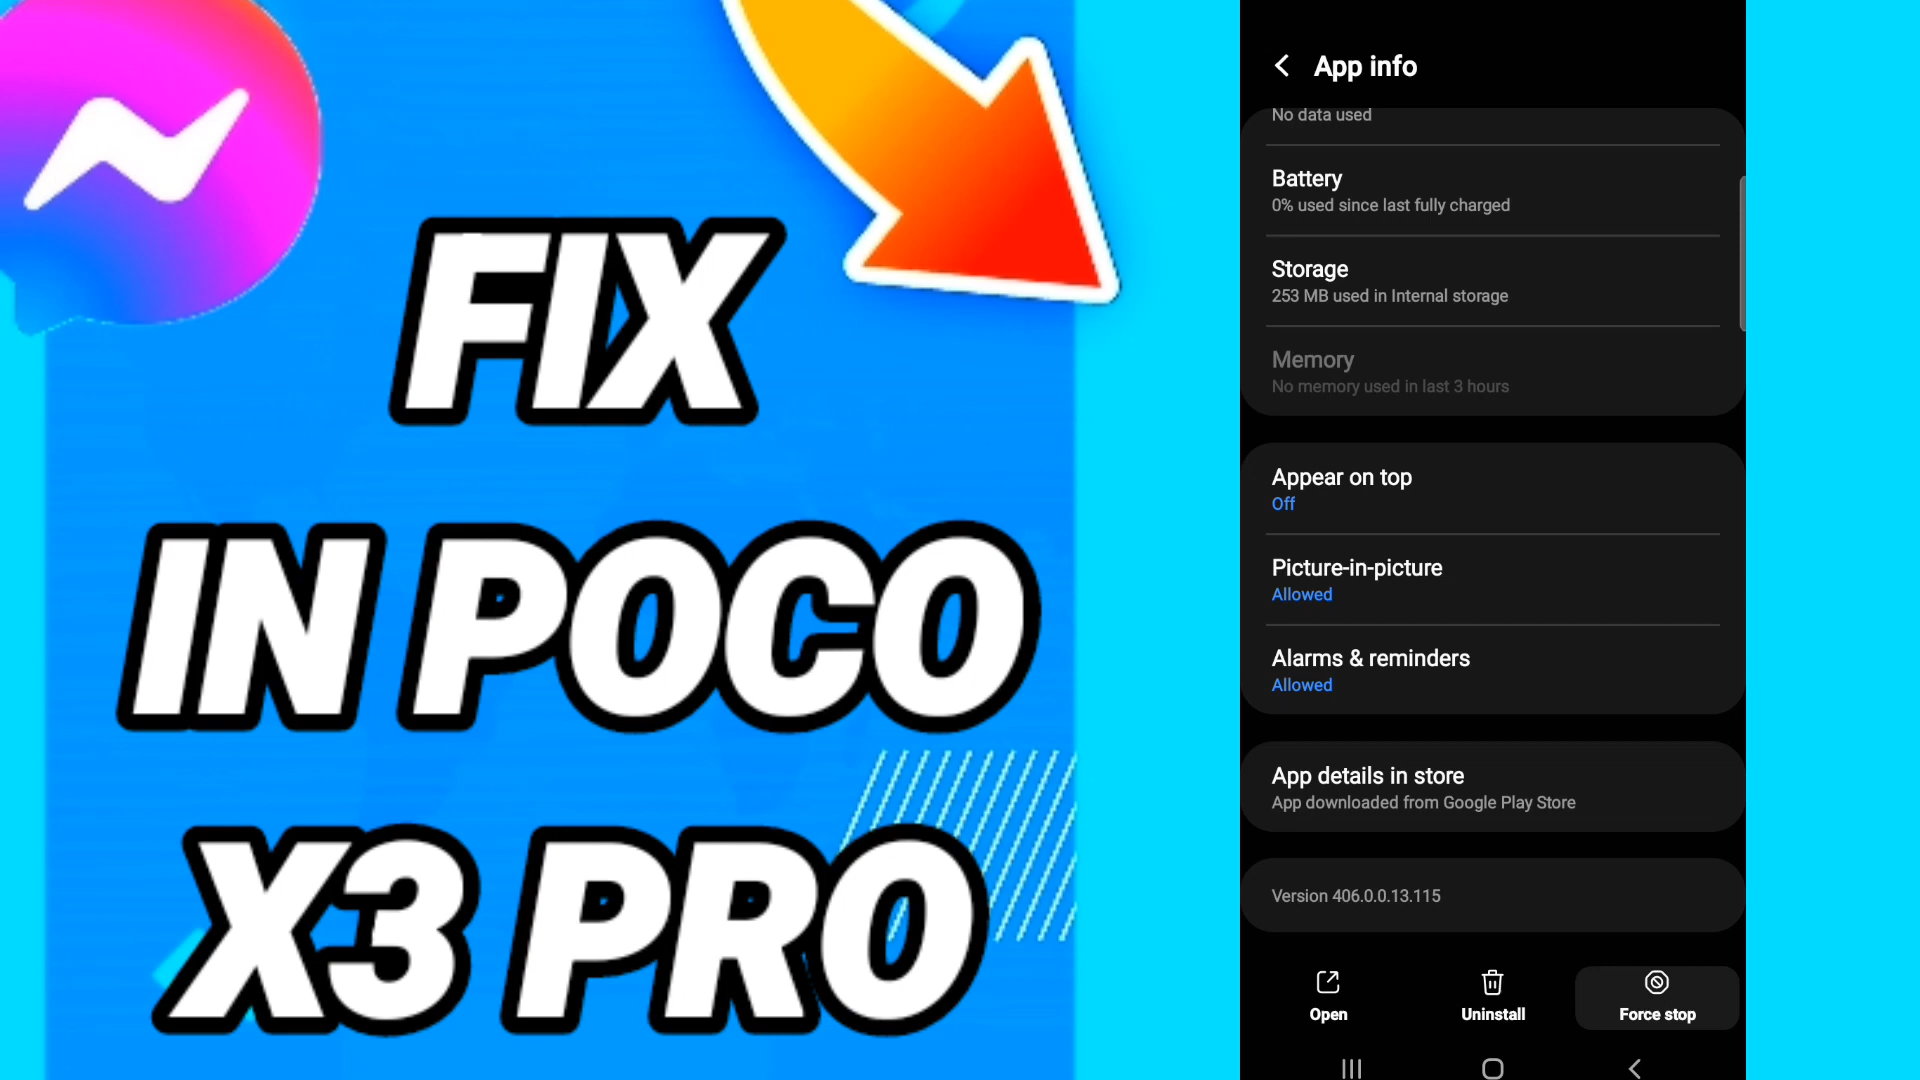 FIX
IN POCO
X3 PRO
App info
No data used
Battery
0% used since last fully charged
Storage
253 MB used in Internal storage
Memory
No memory used in last 3 hours
Appear on top
Off
Picture-in-picture
Allowed
Alarms & reminders
Allowed
App details in store
App downloaded from Google Play Store
Version 406.0.0.13.115
Open
Uninstall
Force stop